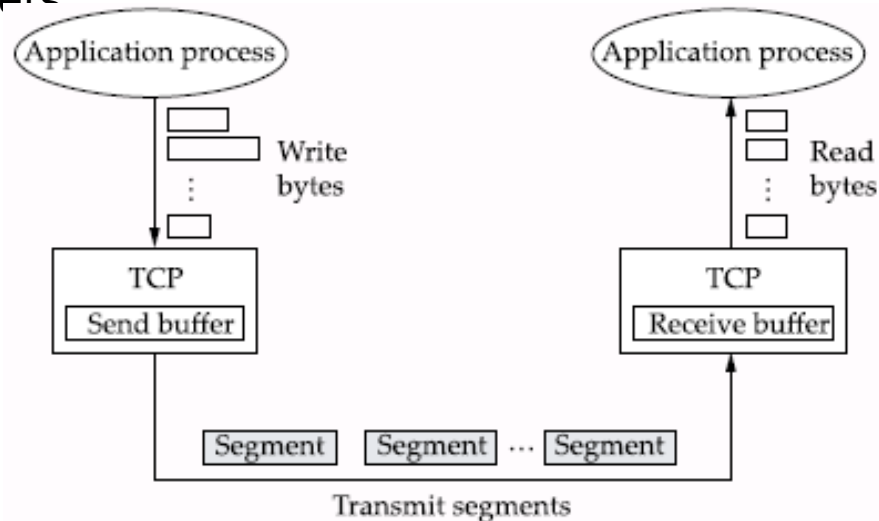 Application process
Application process
Write
bytes
Read
bytes
TCP
Send buffer
TCP
Receive buffer
Segment Segment ... Segment
Transmit segments